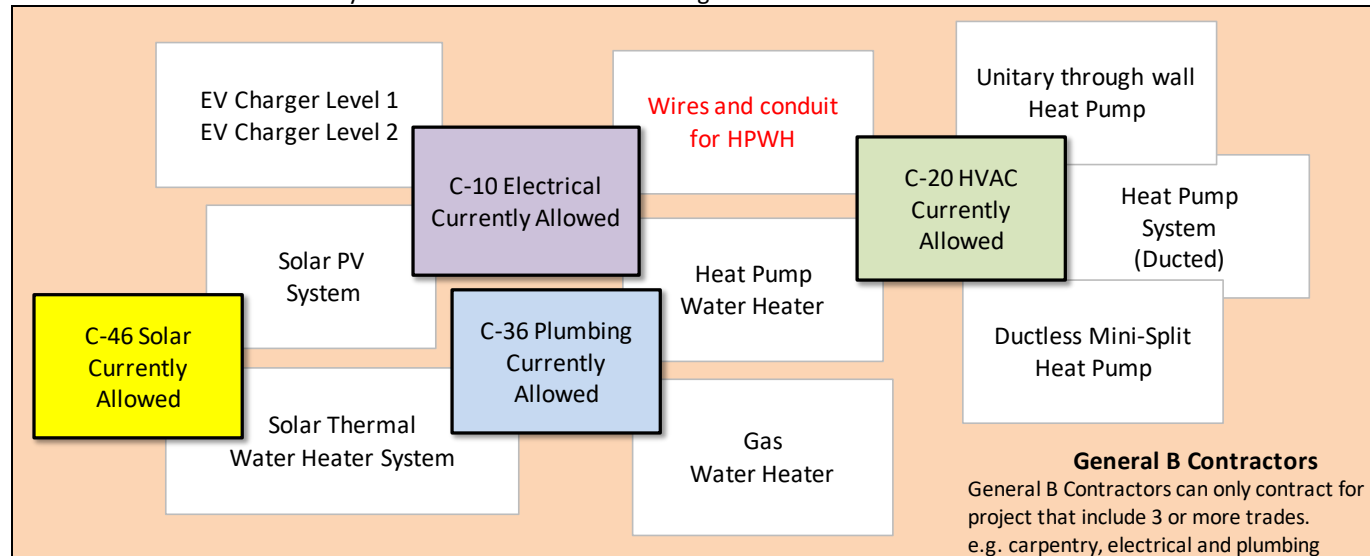 EV Charger Level 1
EV Charger Level 2
Wires and conduit
for HPWH
Unitary through wall
Heat Pump
C-10 Electrical
Currently Allowed
C-20 HVAC
Currently
Allowed
Heat Pump
System
(Ducted)
Solar PV
System
Heat Pump
Water Heater
C-46 Solar
Currently
Allowed
C-36 Plumbing
Currently
Allowed
Ductless Mini-Split
Heat Pump
Solar Thermal
Water Heater System
Gas
Water Heater
General B Contractors
General B Contractors can only contract for
project that include 3 or more trades.
e.g. carpentry, electrical and plumbing